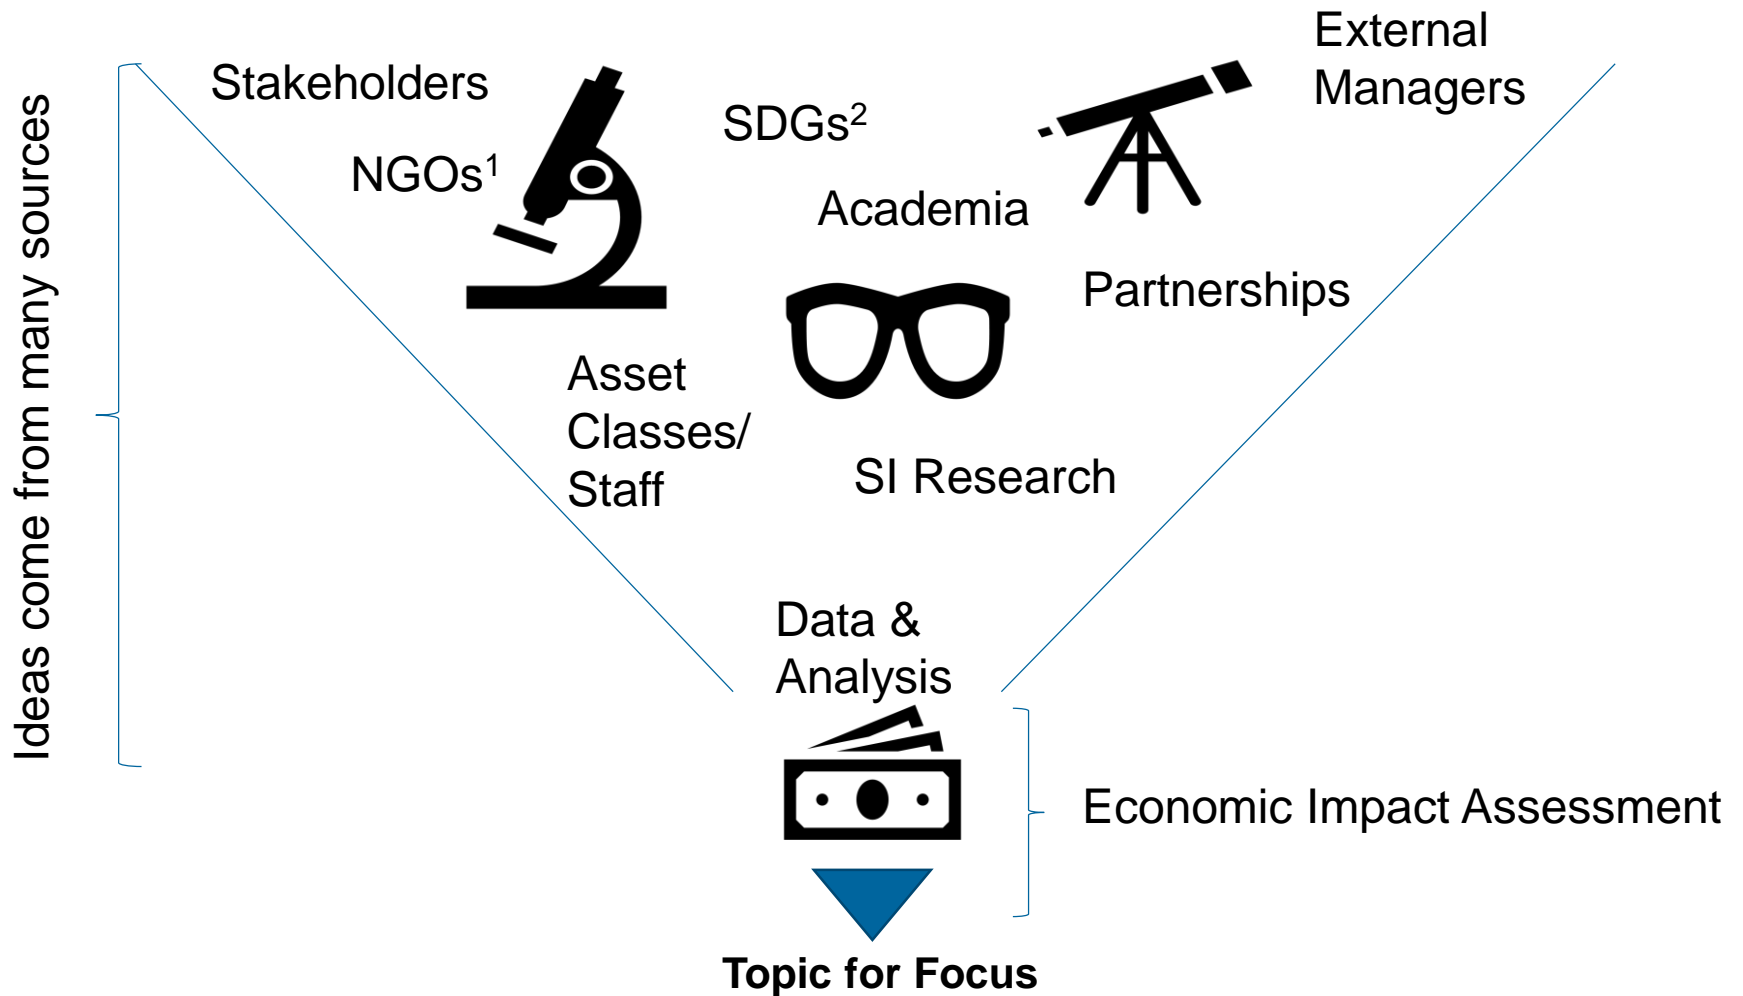 Ideas come from many sources
Stakeholders
NGOs¹
SDGs²
Academia
External
Managers
Partnerships
Asset
Classes/
Staff
SI Research
Data &
Analysis
Economic Impact Assessment
Topic for Focus